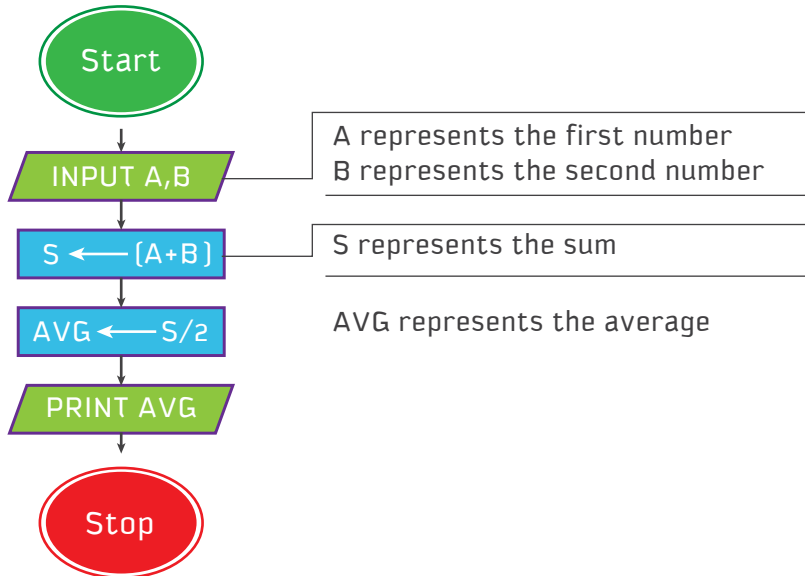 Start
INPUT A,B
A represents the first number
B represents the second number
S ← (A+B)
S represents the sum
AVG ← S/2
AVG represents the average
PRINT AVG
Stop